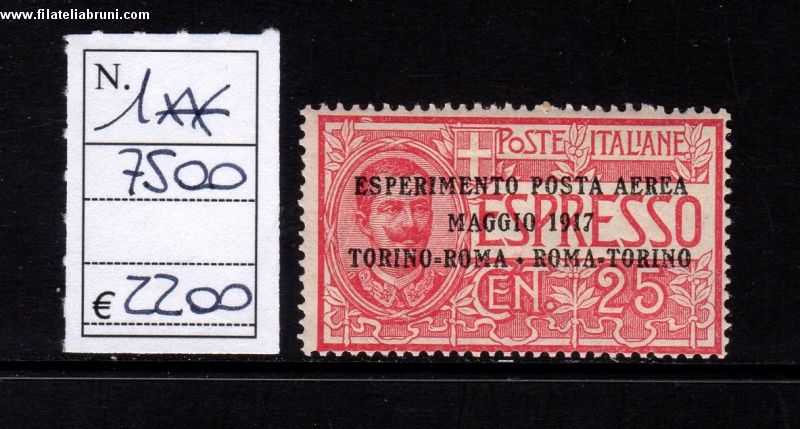 www.filateliabruni.com
N.
1 **
7500
€ 2200
POSTE ITALIANE
ESPERIMENTO POSTA AEREA
MAGGIO 1917
ESPRESSO
TORINO=ROMA • ROMA-TORINO
CEN. 25